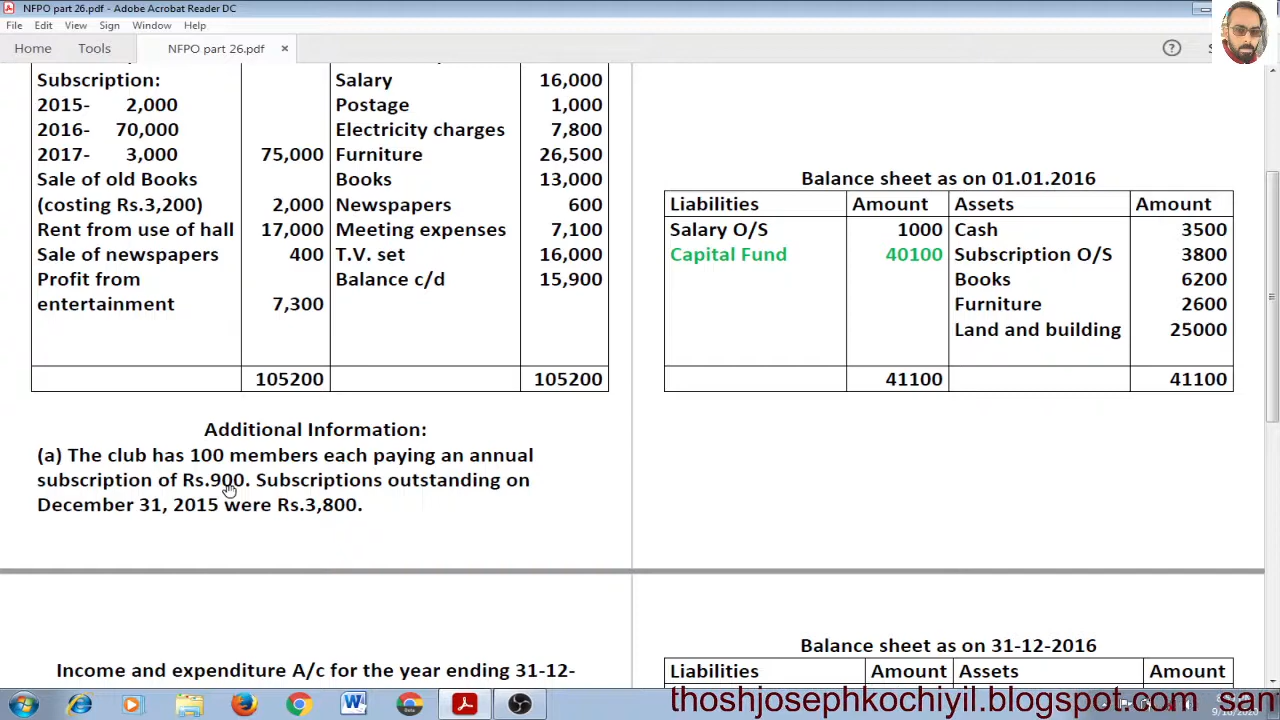 NFPO part 26.pdf - Adobe Acrobat Reader DC
File Edit View Sign Window Help
Home Tools NFPO part 26.pdf ×
Subscription: Salary 16,000
2015- 2,000 Postage 1,000
2016- 70,000 Electricity charges 7,800
2017- 3,000 75,000 Furniture 26,500
Sale of old Books Books 13,000
(costing Rs.3,200) 2,000 Newspapers 600
Rent from use of hall 17,000 Meeting expenses 7,100
Sale of newspapers 400 T.V. set 16,000
Profit from Balance c/d 15,900
entertainment 7,300
105200 105200
Additional Information:
(a) The club has 100 members each paying an annual
subscription of Rs.900. Subscriptions outstanding on
December 31, 2015 were Rs.3,800.
Income and expenditure A/c for the year ending 31-12-
Balance sheet as on 01.01.2016
Liabilities Amount Assets Amount
Salary O/S 1000 Cash 3500
Capital Fund 40100 Subscription O/S 3800
Books 6200
Furniture 2600
Land and building 25000
41100 41100
Balance sheet as on 31-12-2016
Liabilities Amount Assets Amount
thoshjosephkochiyil.blogspot.com san